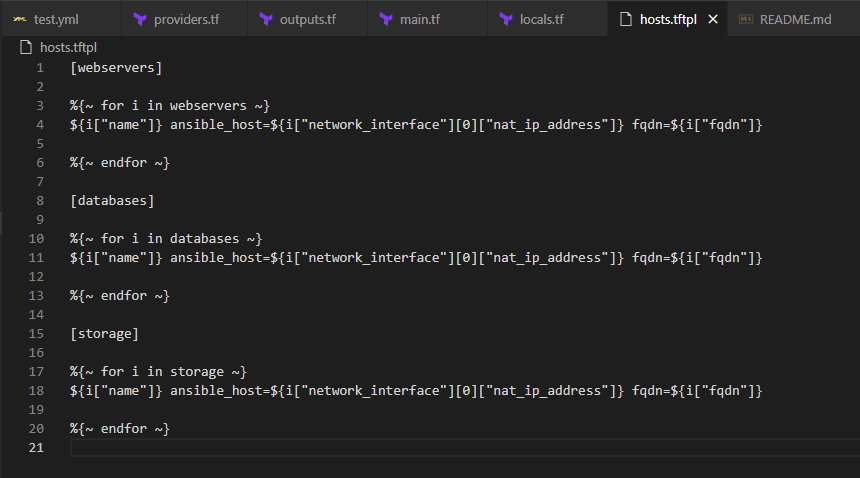 test.yml providers.tf outputs.tf main.tf locals.tf hosts.tftpl README.md
hosts.tftpl
1 [webservers]
2
3 %{~ for i in webservers ~}
4 ${i["name"]} ansible_host=${i["network_interface"][0]["nat_ip_address"]} fqdn=${i["fqdn"]}
5
6 %{~ endfor ~}
7
8 [databases]
9
10 %{~ for i in databases ~}
11 ${i["name"]} ansible_host=${i["network_interface"][0]["nat_ip_address"]} fqdn=${i["fqdn"]}
12
13 %{~ endfor ~}
14
15 [storage]
16
17 %{~ for i in storage ~}
18 ${i["name"]} ansible_host=${i["network_interface"][0]["nat_ip_address"]} fqdn=${i["fqdn"]}
19
20 %{~ endfor ~}
21